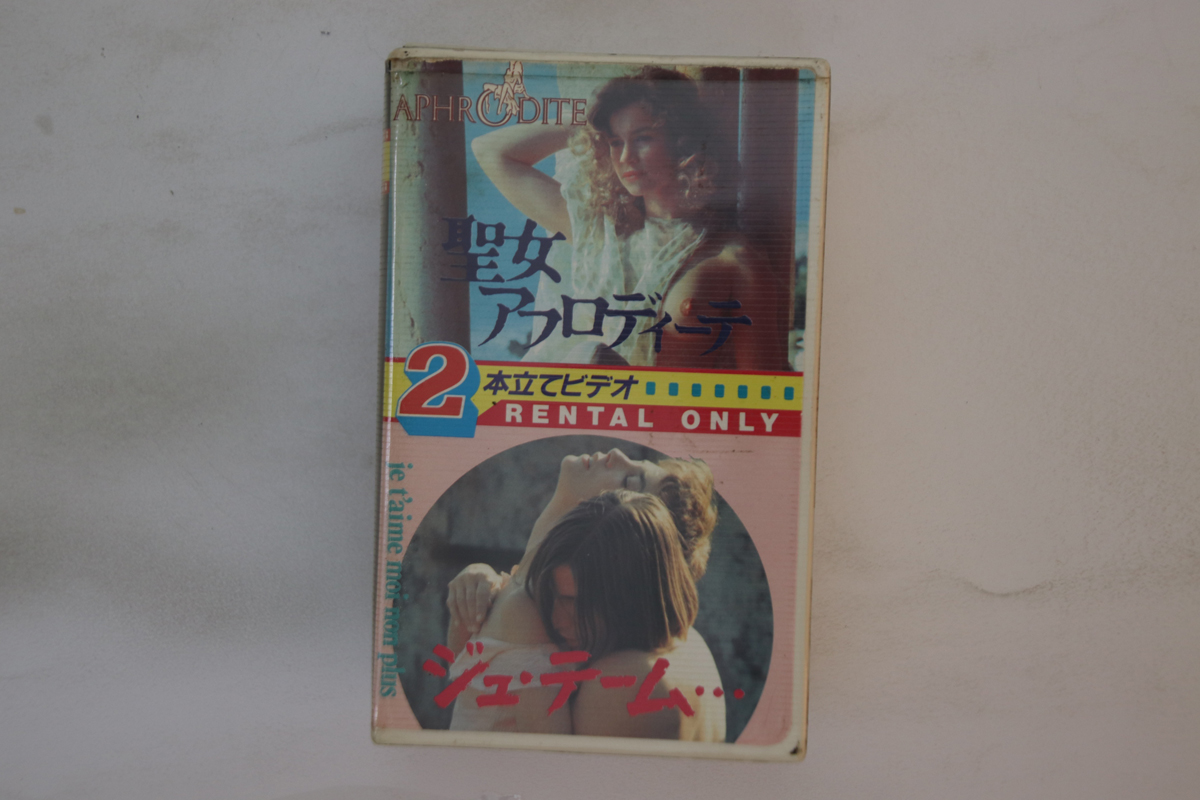 APHRODITE
聖女
アフロディーテ
2本立てビデオ
RENTAL ONLY
je t'aime moi non plus
ジュ・テーム…